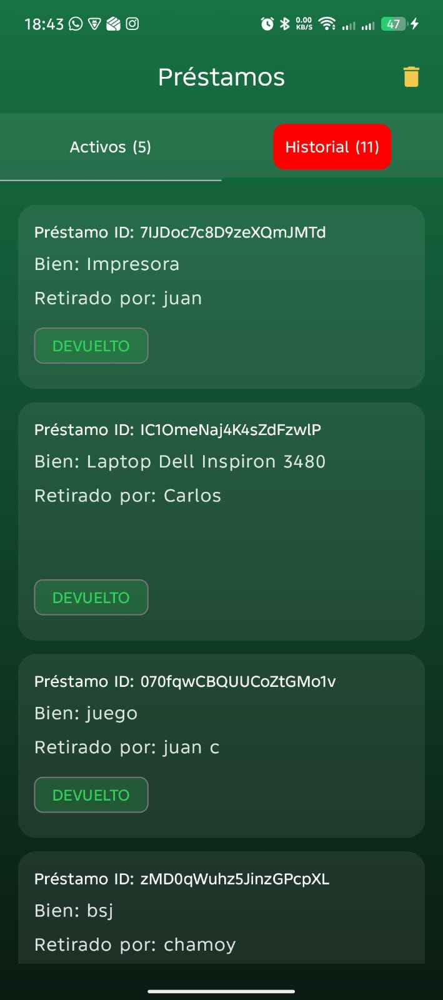 18:43
0.00
KB/S
47
Préstamos
Activos (5)
Historial (11)
Préstamo ID: 7IJDoc7c8D9zeXQmJMTd
Bien: Impresora
Retirado por: juan
DEVUELTO
Préstamo ID: IC1OmeNaj4K4sZdFzwlP
Bien: Laptop Dell Inspiron 3480
Retirado por: Carlos
DEVUELTO
Préstamo ID: 070fqwCBQUUCoZtGMo1v
Bien: juego
Retirado por: juan c
DEVUELTO
Préstamo ID: zMD0qWuhz5JinzGPcpXL
Bien: bsj
Retirado por: chamoy